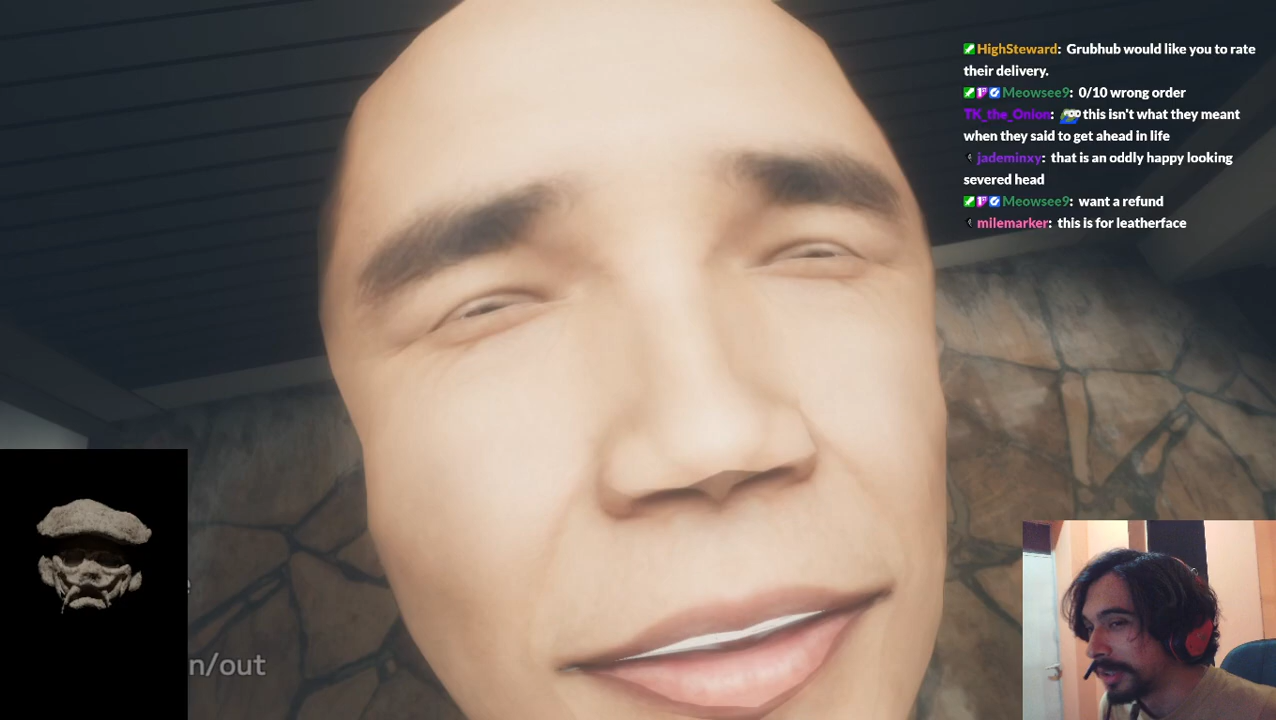 HighSteward: Grubhub would like you to rate
their delivery.
Meowsee9: 0/10 wrong order
TK_the_Onion: this isn't what they meant
when they said to get ahead in life
jademinxy: that is an oddly happy looking
severed head
Meowsee9: want a refund
milemarker: this is for leatherface
n/out